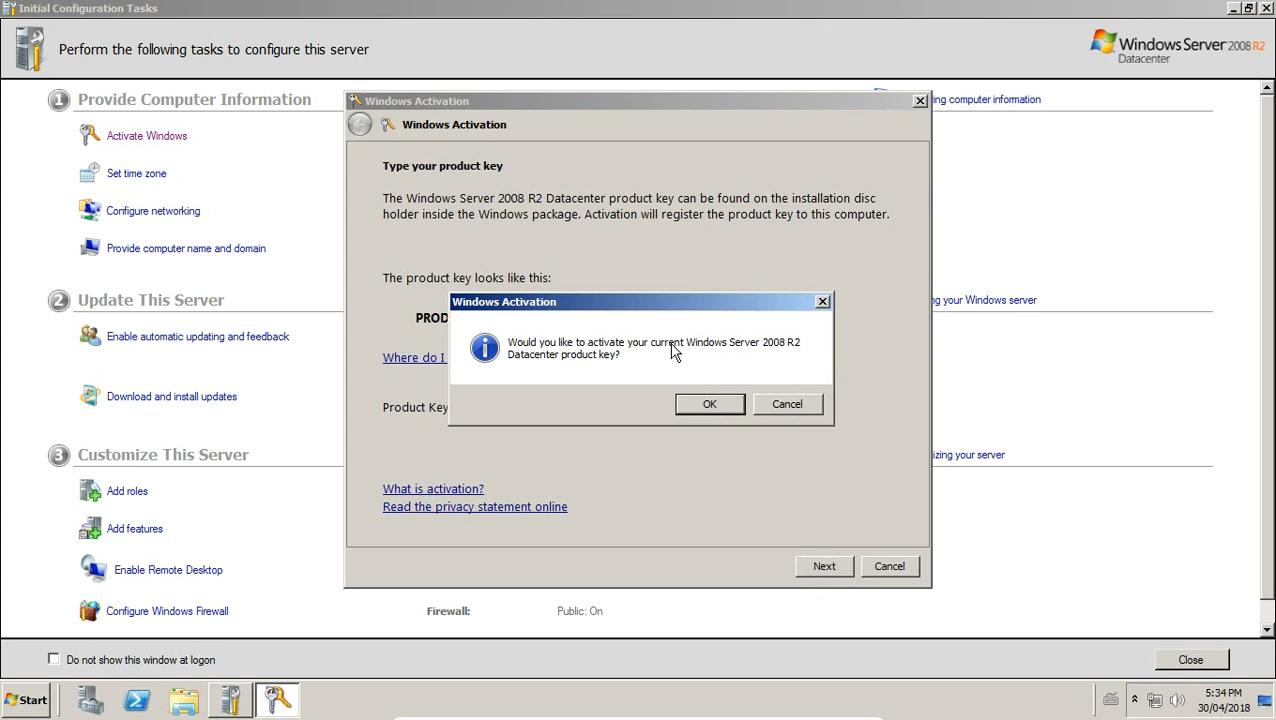 Initial Configuration Tasks
Perform the following tasks to configure this server
Windows Server 2008 R2
Datacenter
1 Provide Computer Information
ing computer information
Activate Windows
Set time zone
Configure networking
Provide computer name and domain
2 Update This Server
ng your Windows server
Enable automatic updating and feedback
Download and install updates
3 Customize This Server
izing your server
Add roles
Add features
Enable Remote Desktop
Configure Windows Firewall
Firewall: Public: On
Windows Activation
Windows Activation
Type your product key
The Windows Server 2008 R2 Datacenter product key can be found on the installation disc
holder inside the Windows package. Activation will register the product key to this computer.
The product key looks like this:
PROD
Where do I
Product Key
What is activation?
Read the privacy statement online
Next Cancel
Windows Activation
Would you like to activate your current Windows Server 2008 R2
Datacenter product key?
OK Cancel
Do not show this window at logon
Close
Start
5:34 PM
30/04/2018